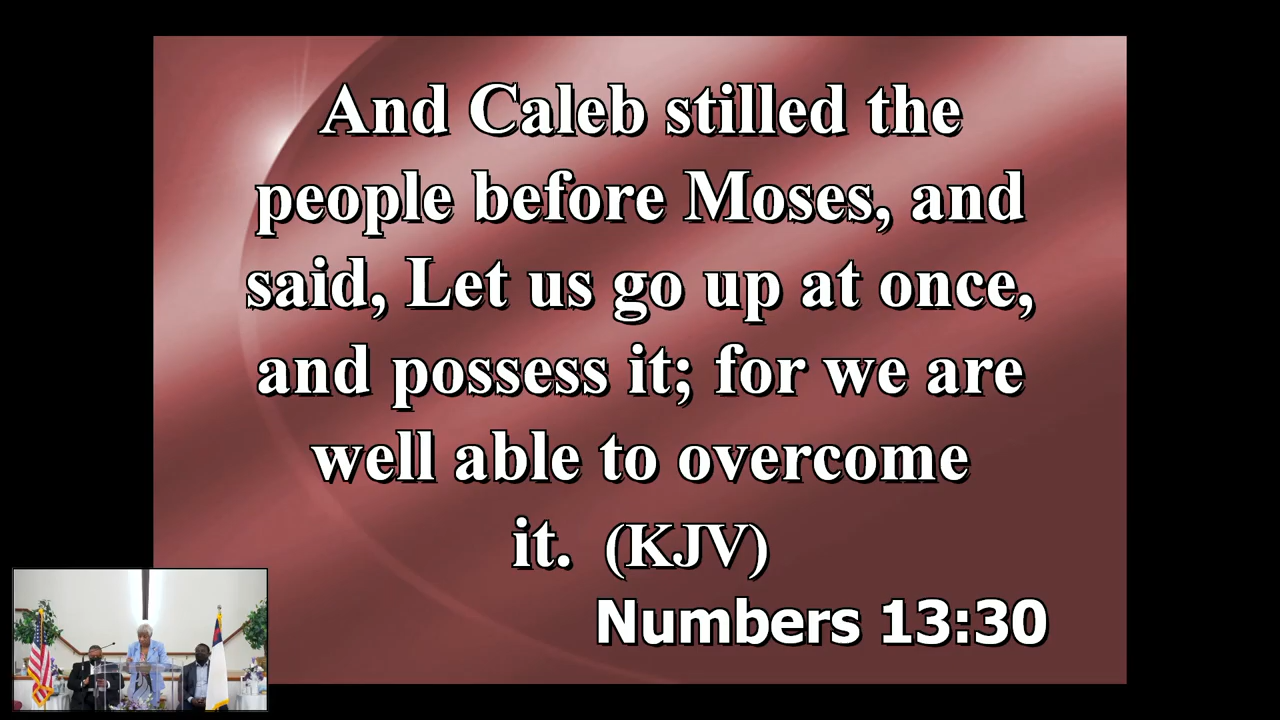 And Caleb stilled the
people before Moses, and
said, Let us go up at once,
and possess it; for we are
well able to overcome
it. (KJV)
Numbers 13:30